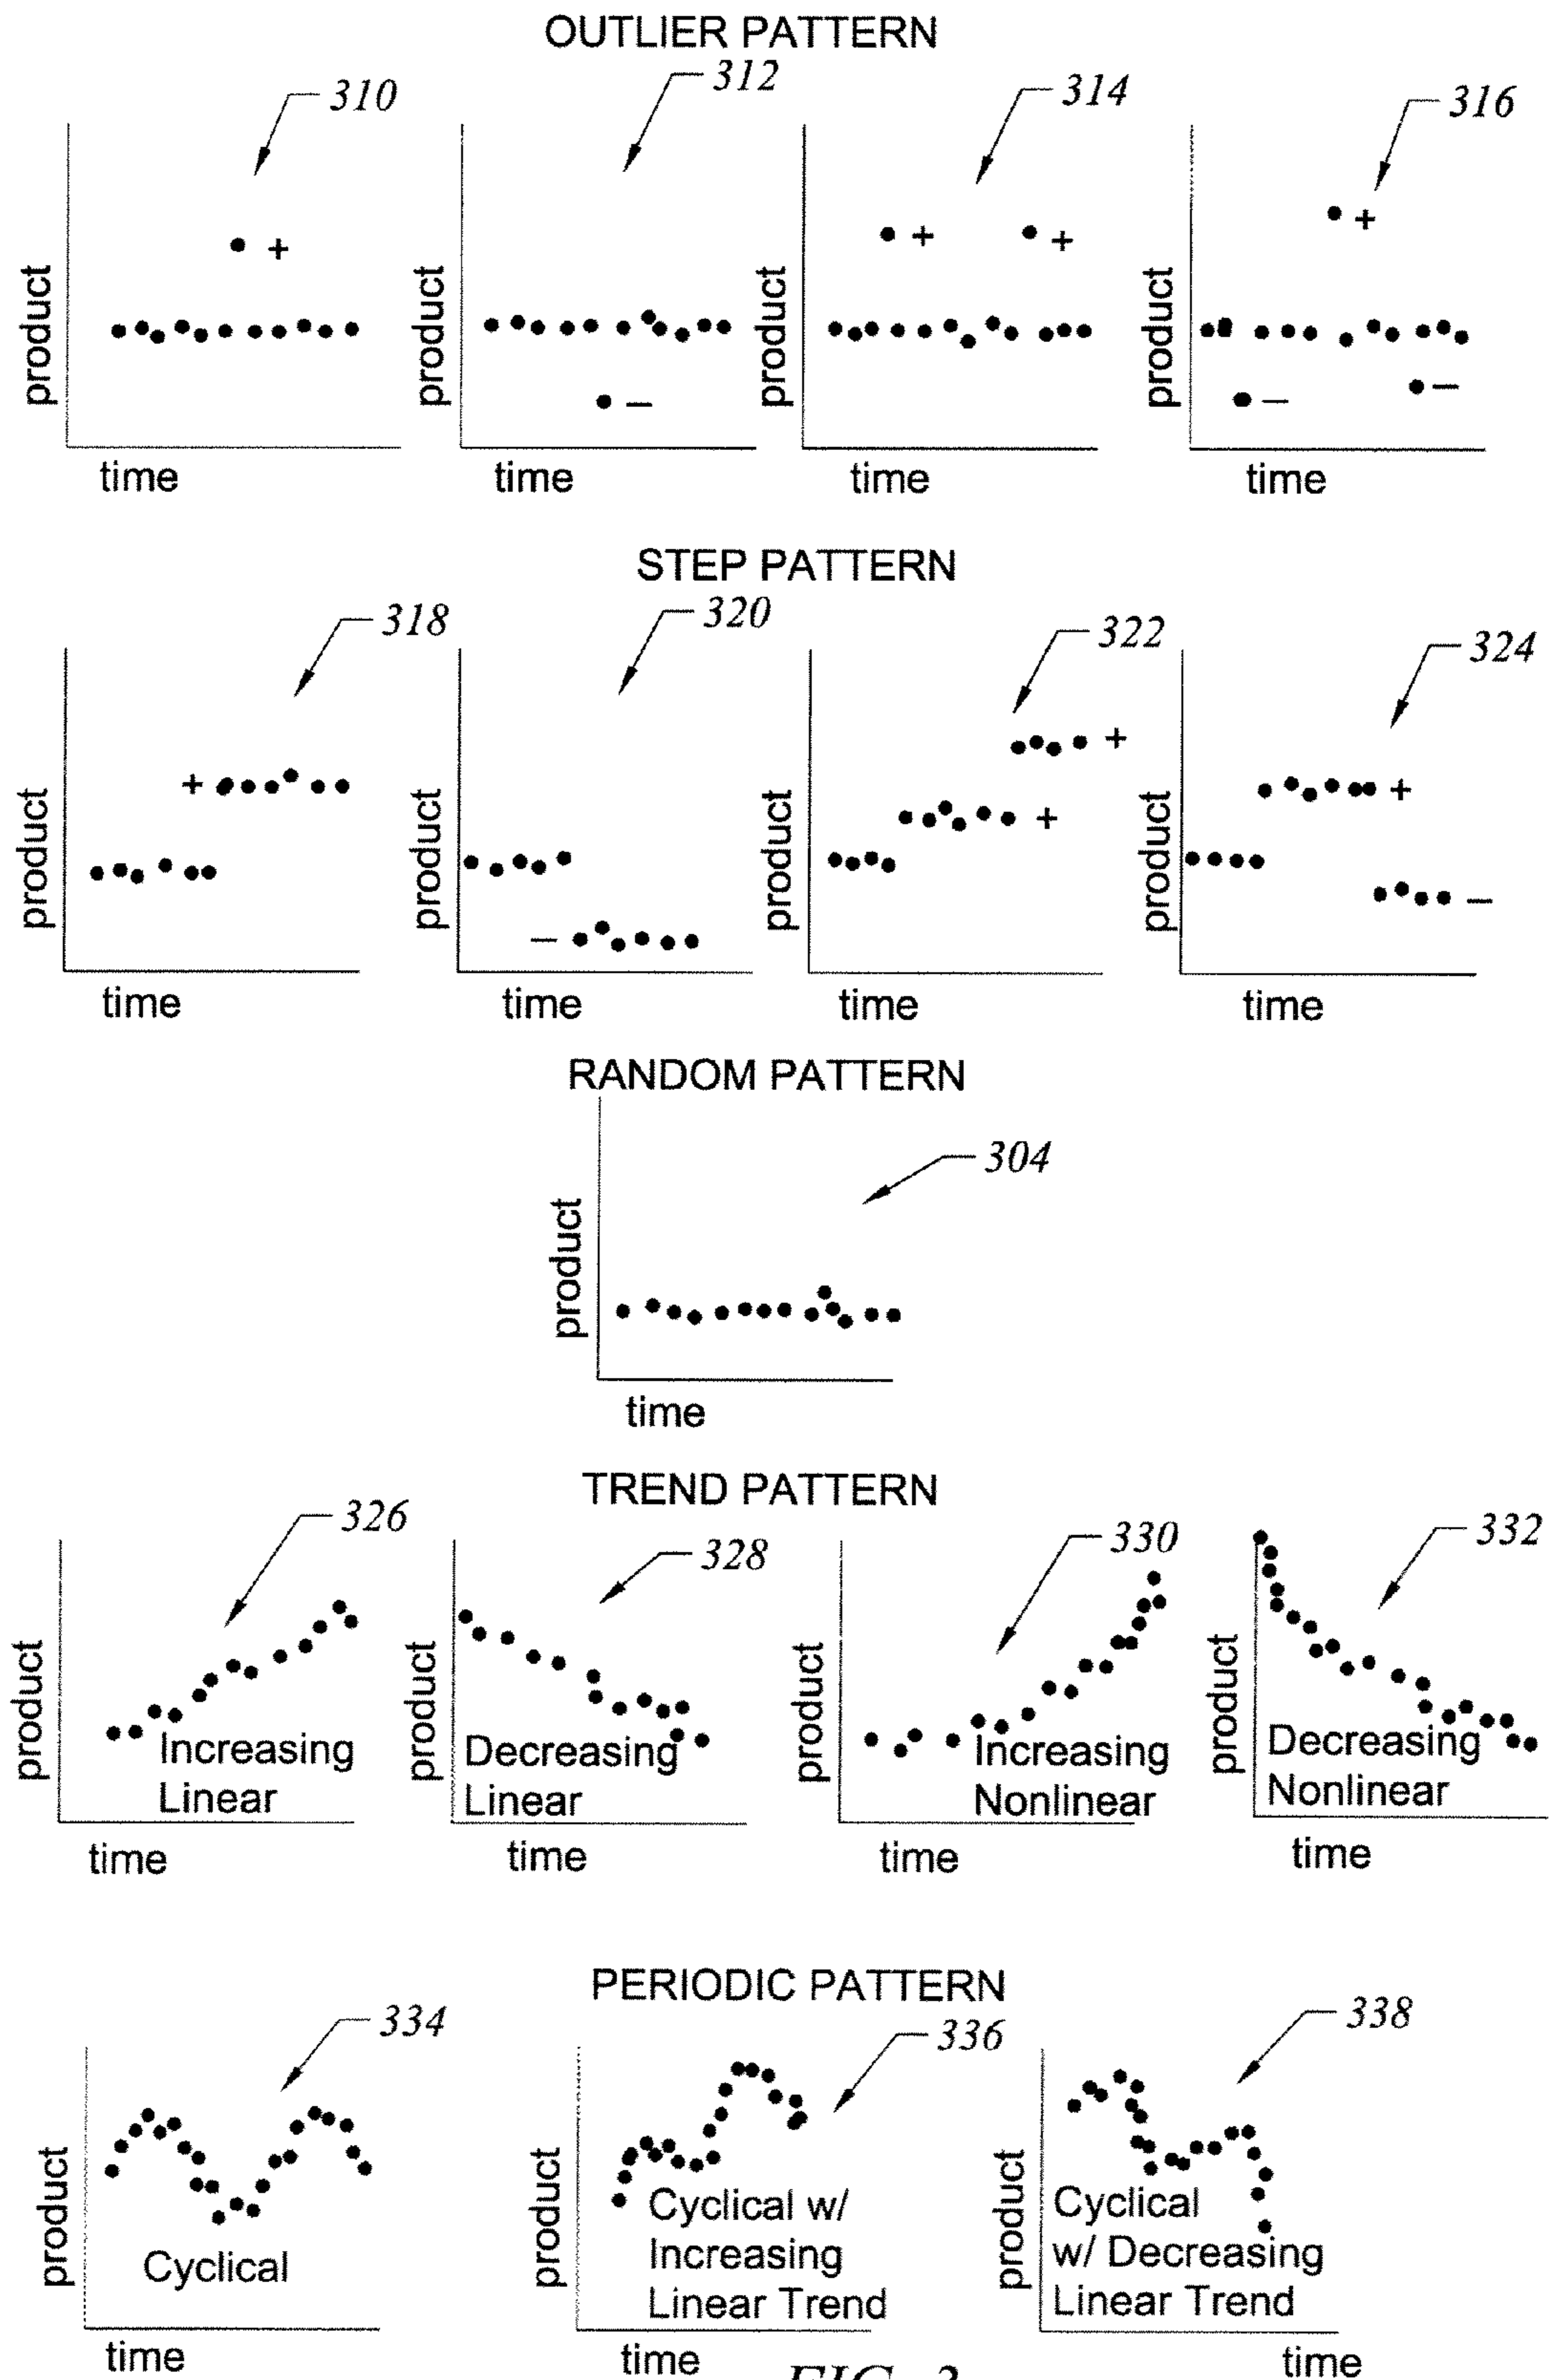 OUTLIER PATTERN
310
312
314
316
+
+
+
+
−
−
−
product
product
product
product
time
time
time
time
STEP PATTERN
318
320
322
324
+
−
+
+
+
−
product
product
product
product
time
time
time
time
RANDOM PATTERN
304
product
time
TREND PATTERN
326
328
330
332
product
Increasing
Linear
product
Decreasing
Linear
product
Increasing
Nonlinear
product
Decreasing
Nonlinear
time
time
time
time
PERIODIC PATTERN
334
336
338
product
Cyclical
product
Cyclical w/
Increasing
Linear Trend
product
Cyclical
w/ Decreasing
Linear Trend
time
time
time
FIG. 3